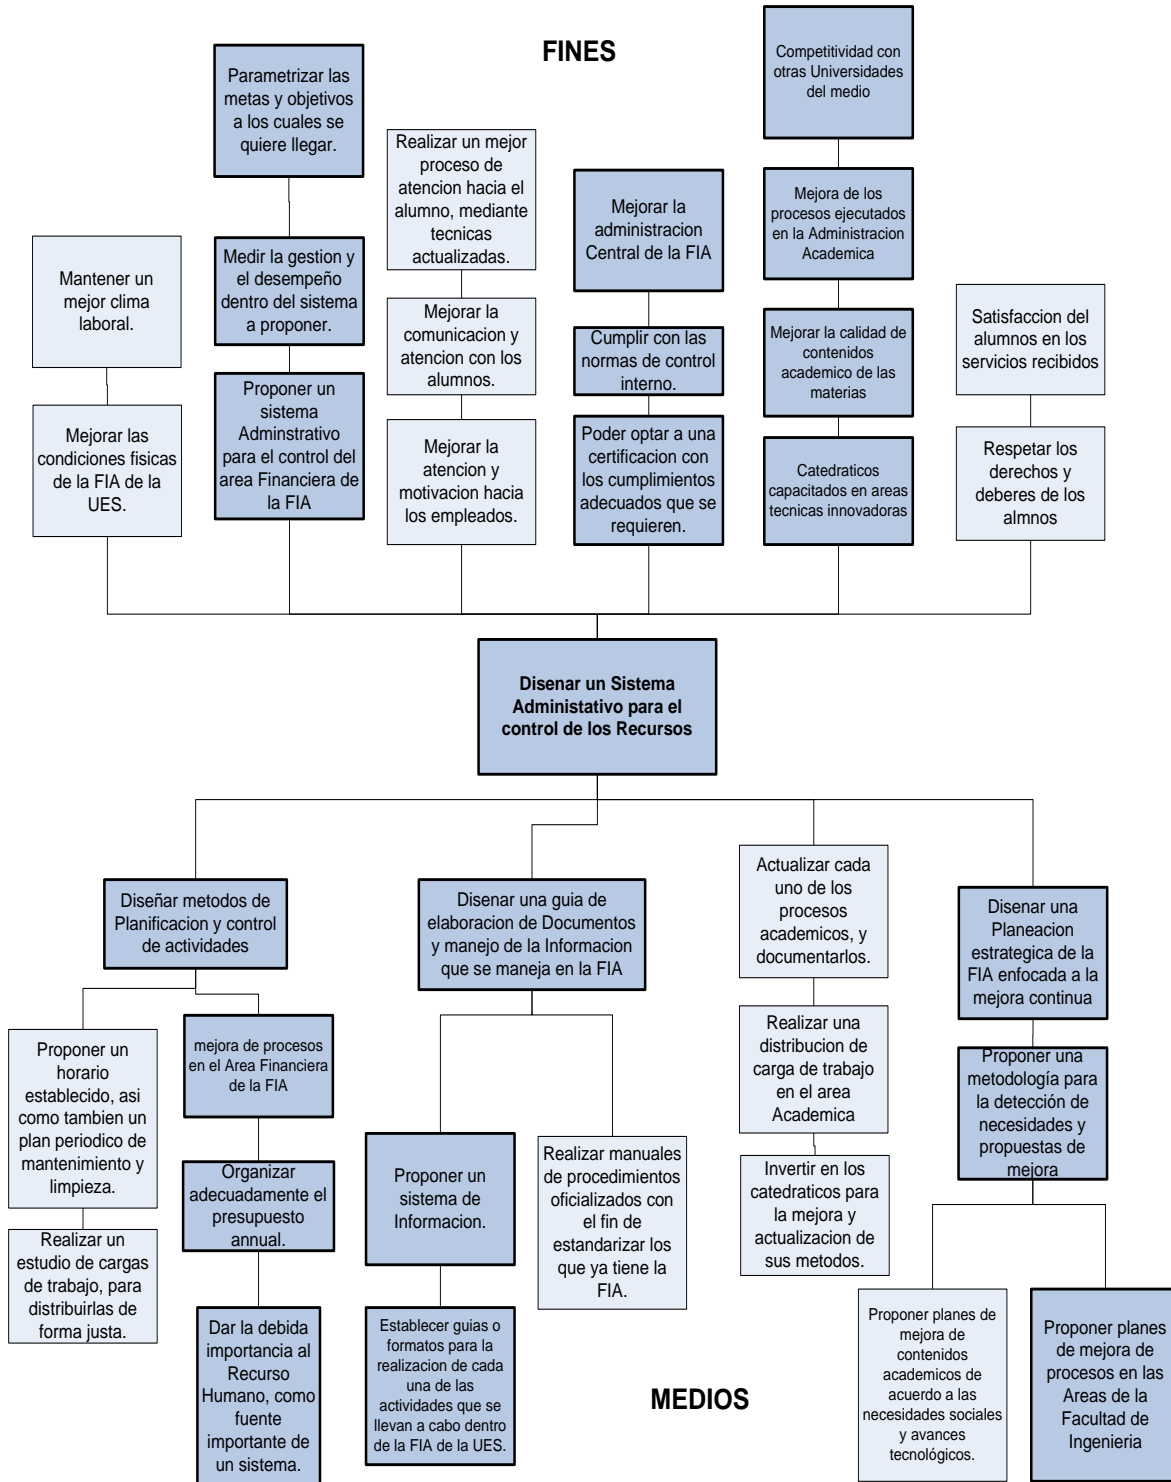 FINES
Parametrizar las
metas y objetivos
a los cuales se
quiere llegar.
Competitividad con
otras Universidades
del medio
Realizar un mejor
proceso de
atencion hacia el
alumno, mediante
tecnicas
actualizadas.
Mejorar la
administracion
Central de la FIA
Mejora de los
procesos ejecutados
en la Administracion
Academica
Mantener un
mejor clima
laboral.
Medir la gestion y
el desempeño
dentro del sistema
a proponer.
Mejorar la
comunicacion y
atencion con los
alumnos.
Cumplir con las
normas de control
interno.
Mejorar la calidad de
contenidos
academico de las
materias
Satisfaccion del
alumnos en los
servicios recibidos
Mejorar las
condiciones fisicas
de la FIA de la
UES.
Proponer un
sistema
Adminstrativo
para el control del
area Financiera de
la FIA
Mejorar la
atencion y
motivacion hacia
los empleados.
Poder optar a una
certificacion con
los cumplimientos
adecuados que se
requieren.
Catedraticos
capacitados en areas
tecnicas innovadoras
Respetar los
derechos y
deberes de los
almnos
Disenar un Sistema
Administativo para el
control de los Recursos
Diseñar metodos de
Planificacion y control
de actividades
Disenar una guia de
elaboracion de Documentos
y manejo de la Informacion
que se maneja en la FIA
Actualizar cada
uno de los
procesos
academicos, y
documentarlos.
Disenar una
Planeacion
estrategica de la
FIA enfocada a la
mejora continua
Proponer un
horario
establecido, asi
como tambien un
plan periodico de
mantenimiento y
limpieza.
mejora de procesos
en el Area Financiera
de la FIA
Realizar una
distribucion de
carga de trabajo
en el area
Academica
Proponer una
metodología para
la detección de
necesidades y
propuestas de
mejora
Organizar
adecuadamente el
presupuesto
annual.
Proponer un
sistema de
Informacion.
Realizar manuales
de procedimientos
oficializados con
el fin de
estandarizar los
que ya tiene la
FIA.
Invertir en los
catedraticos para
la mejora y
actualizacion de
sus metodos.
Realizar un
estudio de cargas
de trabajo, para
distribuirlas de
forma justa.
Dar la debida
importancia al
Recurso
Humano, como
fuente
importante de
un sistema.
Establecer guias o
formatos para la
realizacion de cada
una de las
actividades que se
llevan a cabo dentro
de la FIA de la UES.
MEDIOS
Proponer planes de
mejora de
contenidos
academicos de
acuerdo a las
necesidades sociales
y avances
tecnológicos.
Proponer planes
de mejora de
procesos en las
Areas de la
Facultad de
Ingenieria